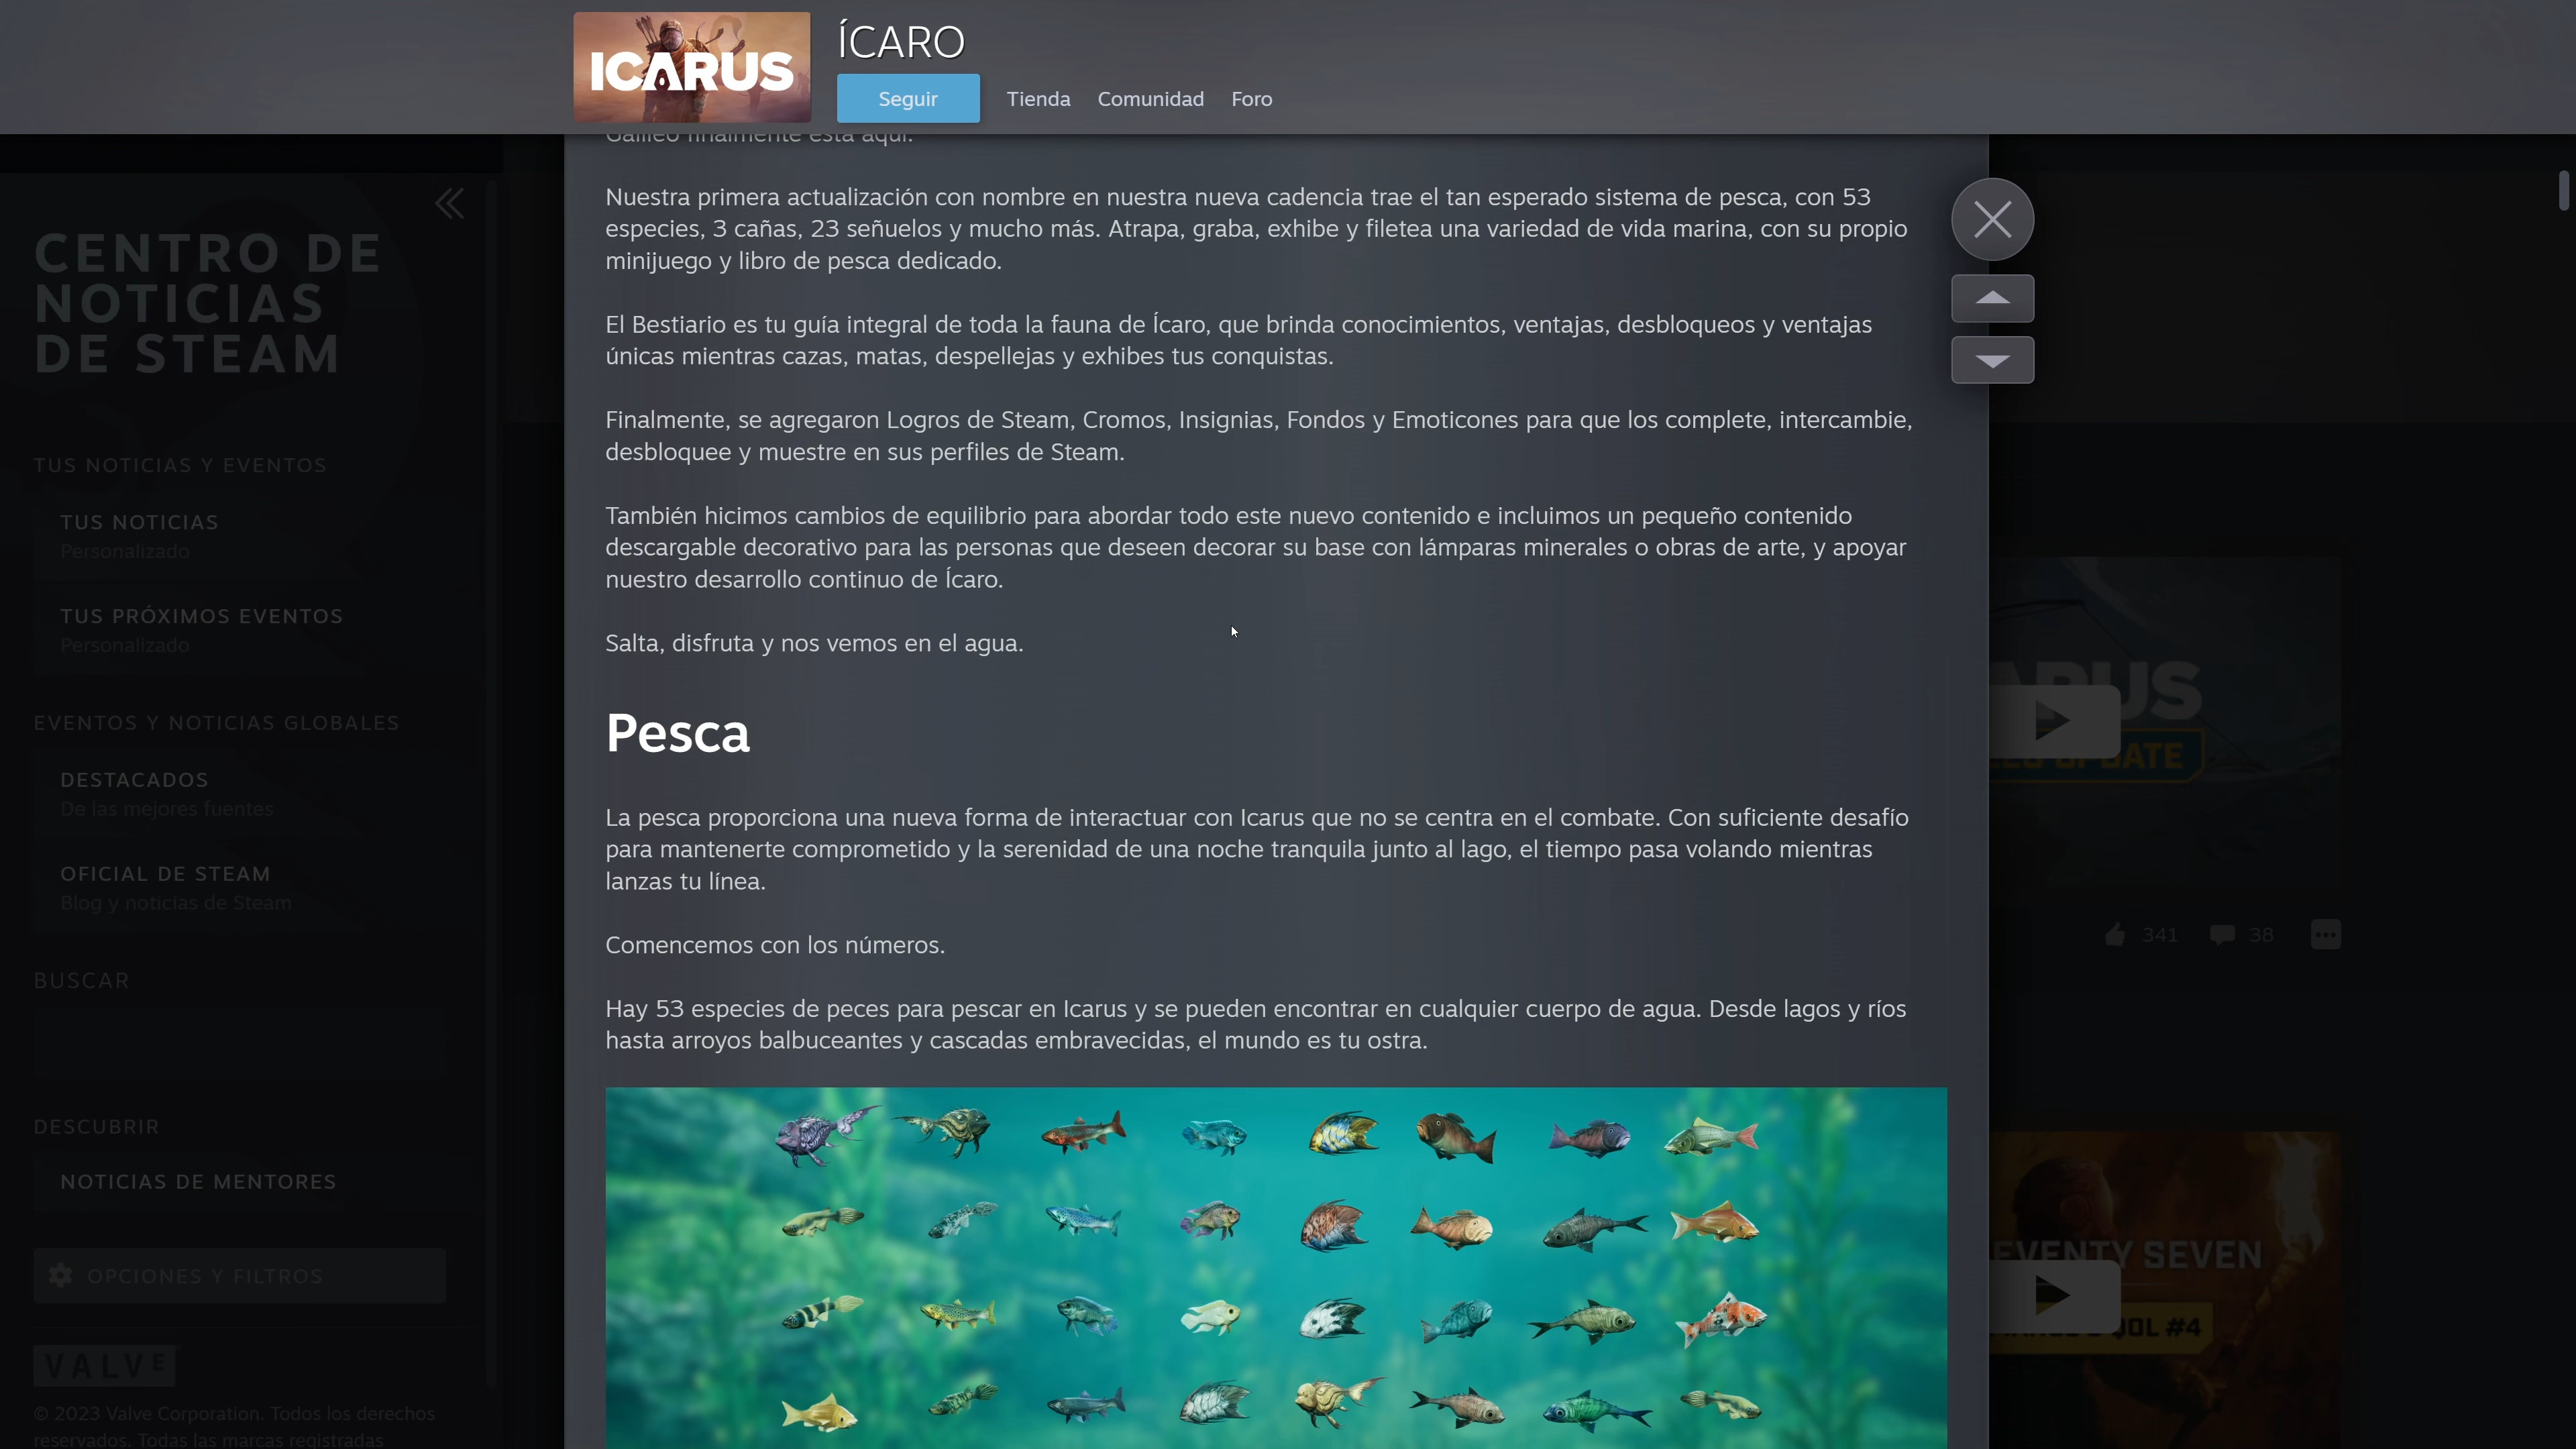 ICARUS
ÍCARO
Seguir
Tienda
Comunidad
Foro
Galileo finalmente está aquí.
Nuestra primera actualización con nombre en nuestra nueva cadencia trae el tan esperado sistema de pesca, con 53
especies, 3 cañas, 23 señuelos y mucho más. Atrapa, graba, exhibe y filetea una variedad de vida marina, con su propio
minijuego y libro de pesca dedicado.
El Bestiario es tu guía integral de toda la fauna de Ícaro, que brinda conocimientos, ventajas, desbloqueos y ventajas
únicas mientras cazas, matas, despellejas y exhibes tus conquistas.
Finalmente, se agregaron Logros de Steam, Cromos, Insignias, Fondos y Emoticones para que los complete, intercambie,
desbloquee y muestre en sus perfiles de Steam.
También hicimos cambios de equilibrio para abordar todo este nuevo contenido e incluimos un pequeño contenido
descargable decorativo para las personas que deseen decorar su base con lámparas minerales o obras de arte, y apoyar
nuestro desarrollo continuo de Ícaro.
Salta, disfruta y nos vemos en el agua.
Pesca
La pesca proporciona una nueva forma de interactuar con Icarus que no se centra en el combate. Con suficiente desafío
para mantenerte comprometido y la serenidad de una noche tranquila junto al lago, el tiempo pasa volando mientras
lanzas tu línea.
Comencemos con los números.
Hay 53 especies de peces para pescar en Icarus y se pueden encontrar en cualquier cuerpo de agua. Desde lagos y ríos
hasta arroyos balbuceantes y cascadas embravecidas, el mundo es tu ostra.
CENTRO DE
NOTICIAS
DE STEAM
TUS NOTICIAS Y EVENTOS
TUS NOTICIAS
Personalizado
TUS PRÓXIMOS EVENTOS
Personalizado
EVENTOS Y NOTICIAS GLOBALES
DESTACADOS
De las mejores fuentes
OFICIAL DE STEAM
Blog y noticias de Steam
BUSCAR
DESCUBRIR
NOTICIAS DE MENTORES
OPCIONES Y FILTROS
VALVE
© 2023 Valve Corporation. Todos los derechos
reservados. Todas las marcas registradas
341
38
EVENTY SEVEN
#4